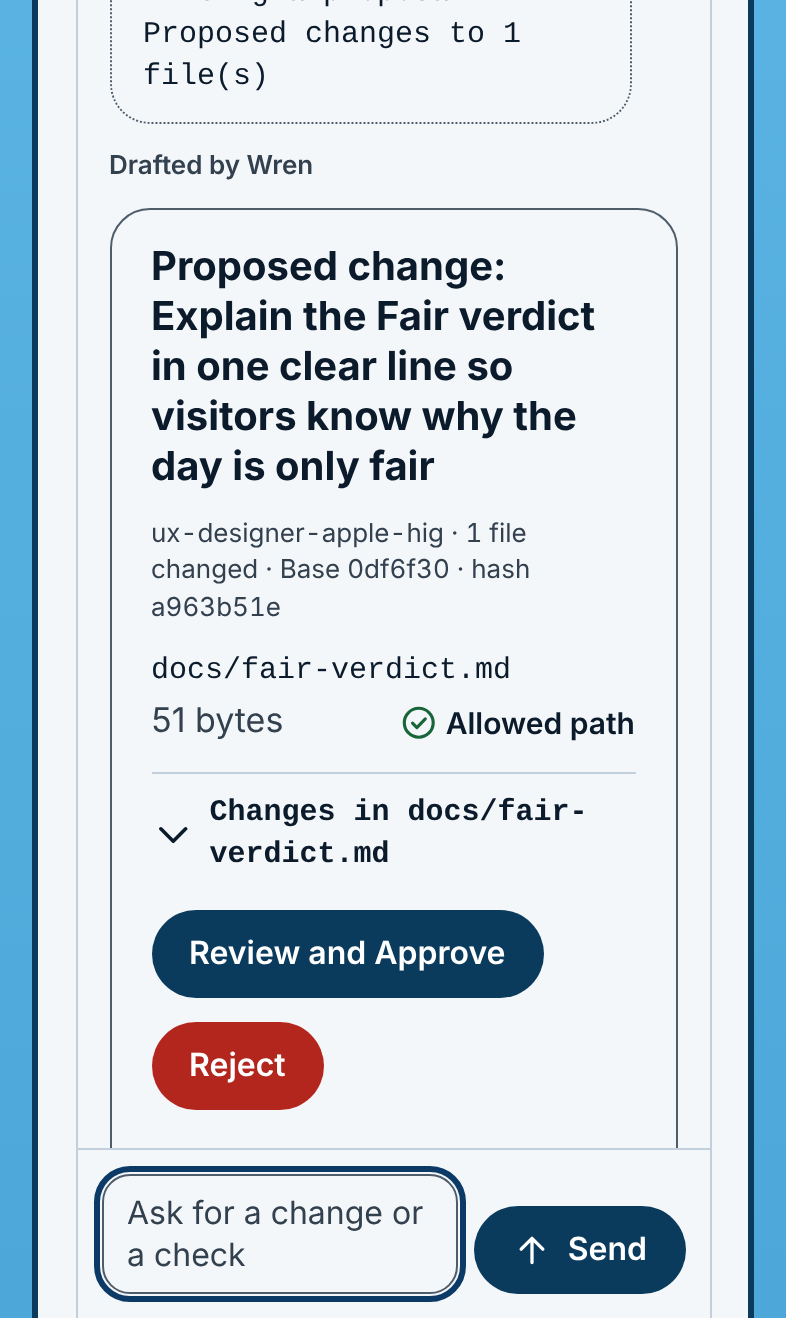 Proposed changes to 1
file(s)
Drafted by Wren
Proposed change:
Explain the Fair verdict
in one clear line so
visitors know why the
day is only fair
ux-designer-apple-hig · 1 file
changed · Base 0df6f30 · hash
a963b51e
docs/fair-verdict.md
51 bytes
Allowed path
Changes in docs/fair-
verdict.md
Review and Approve
Reject
Ask for a change or
a check
Send